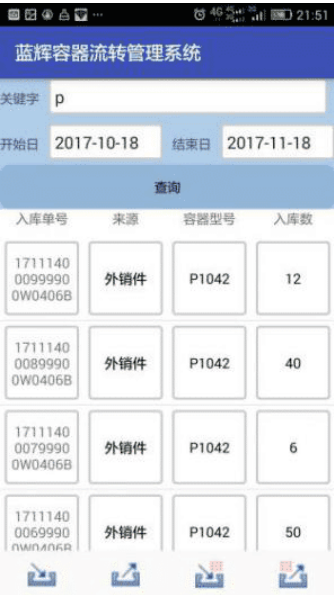 4G 21:51
蓝辉容器流转管理系统
关键字 p
开始日 2017-10-18 结束日 2017-11-18
查询
入库单号 来源 容器型号 入库数
1711140
0099990
0W0406B
外销件 P1042 12
1711140
0089990
0W0406B
外销件 P1042 40
1711140
0079990
0W0406B
外销件 P1042 6
1711140
0069990
0W0406B
外销件 P1042 50